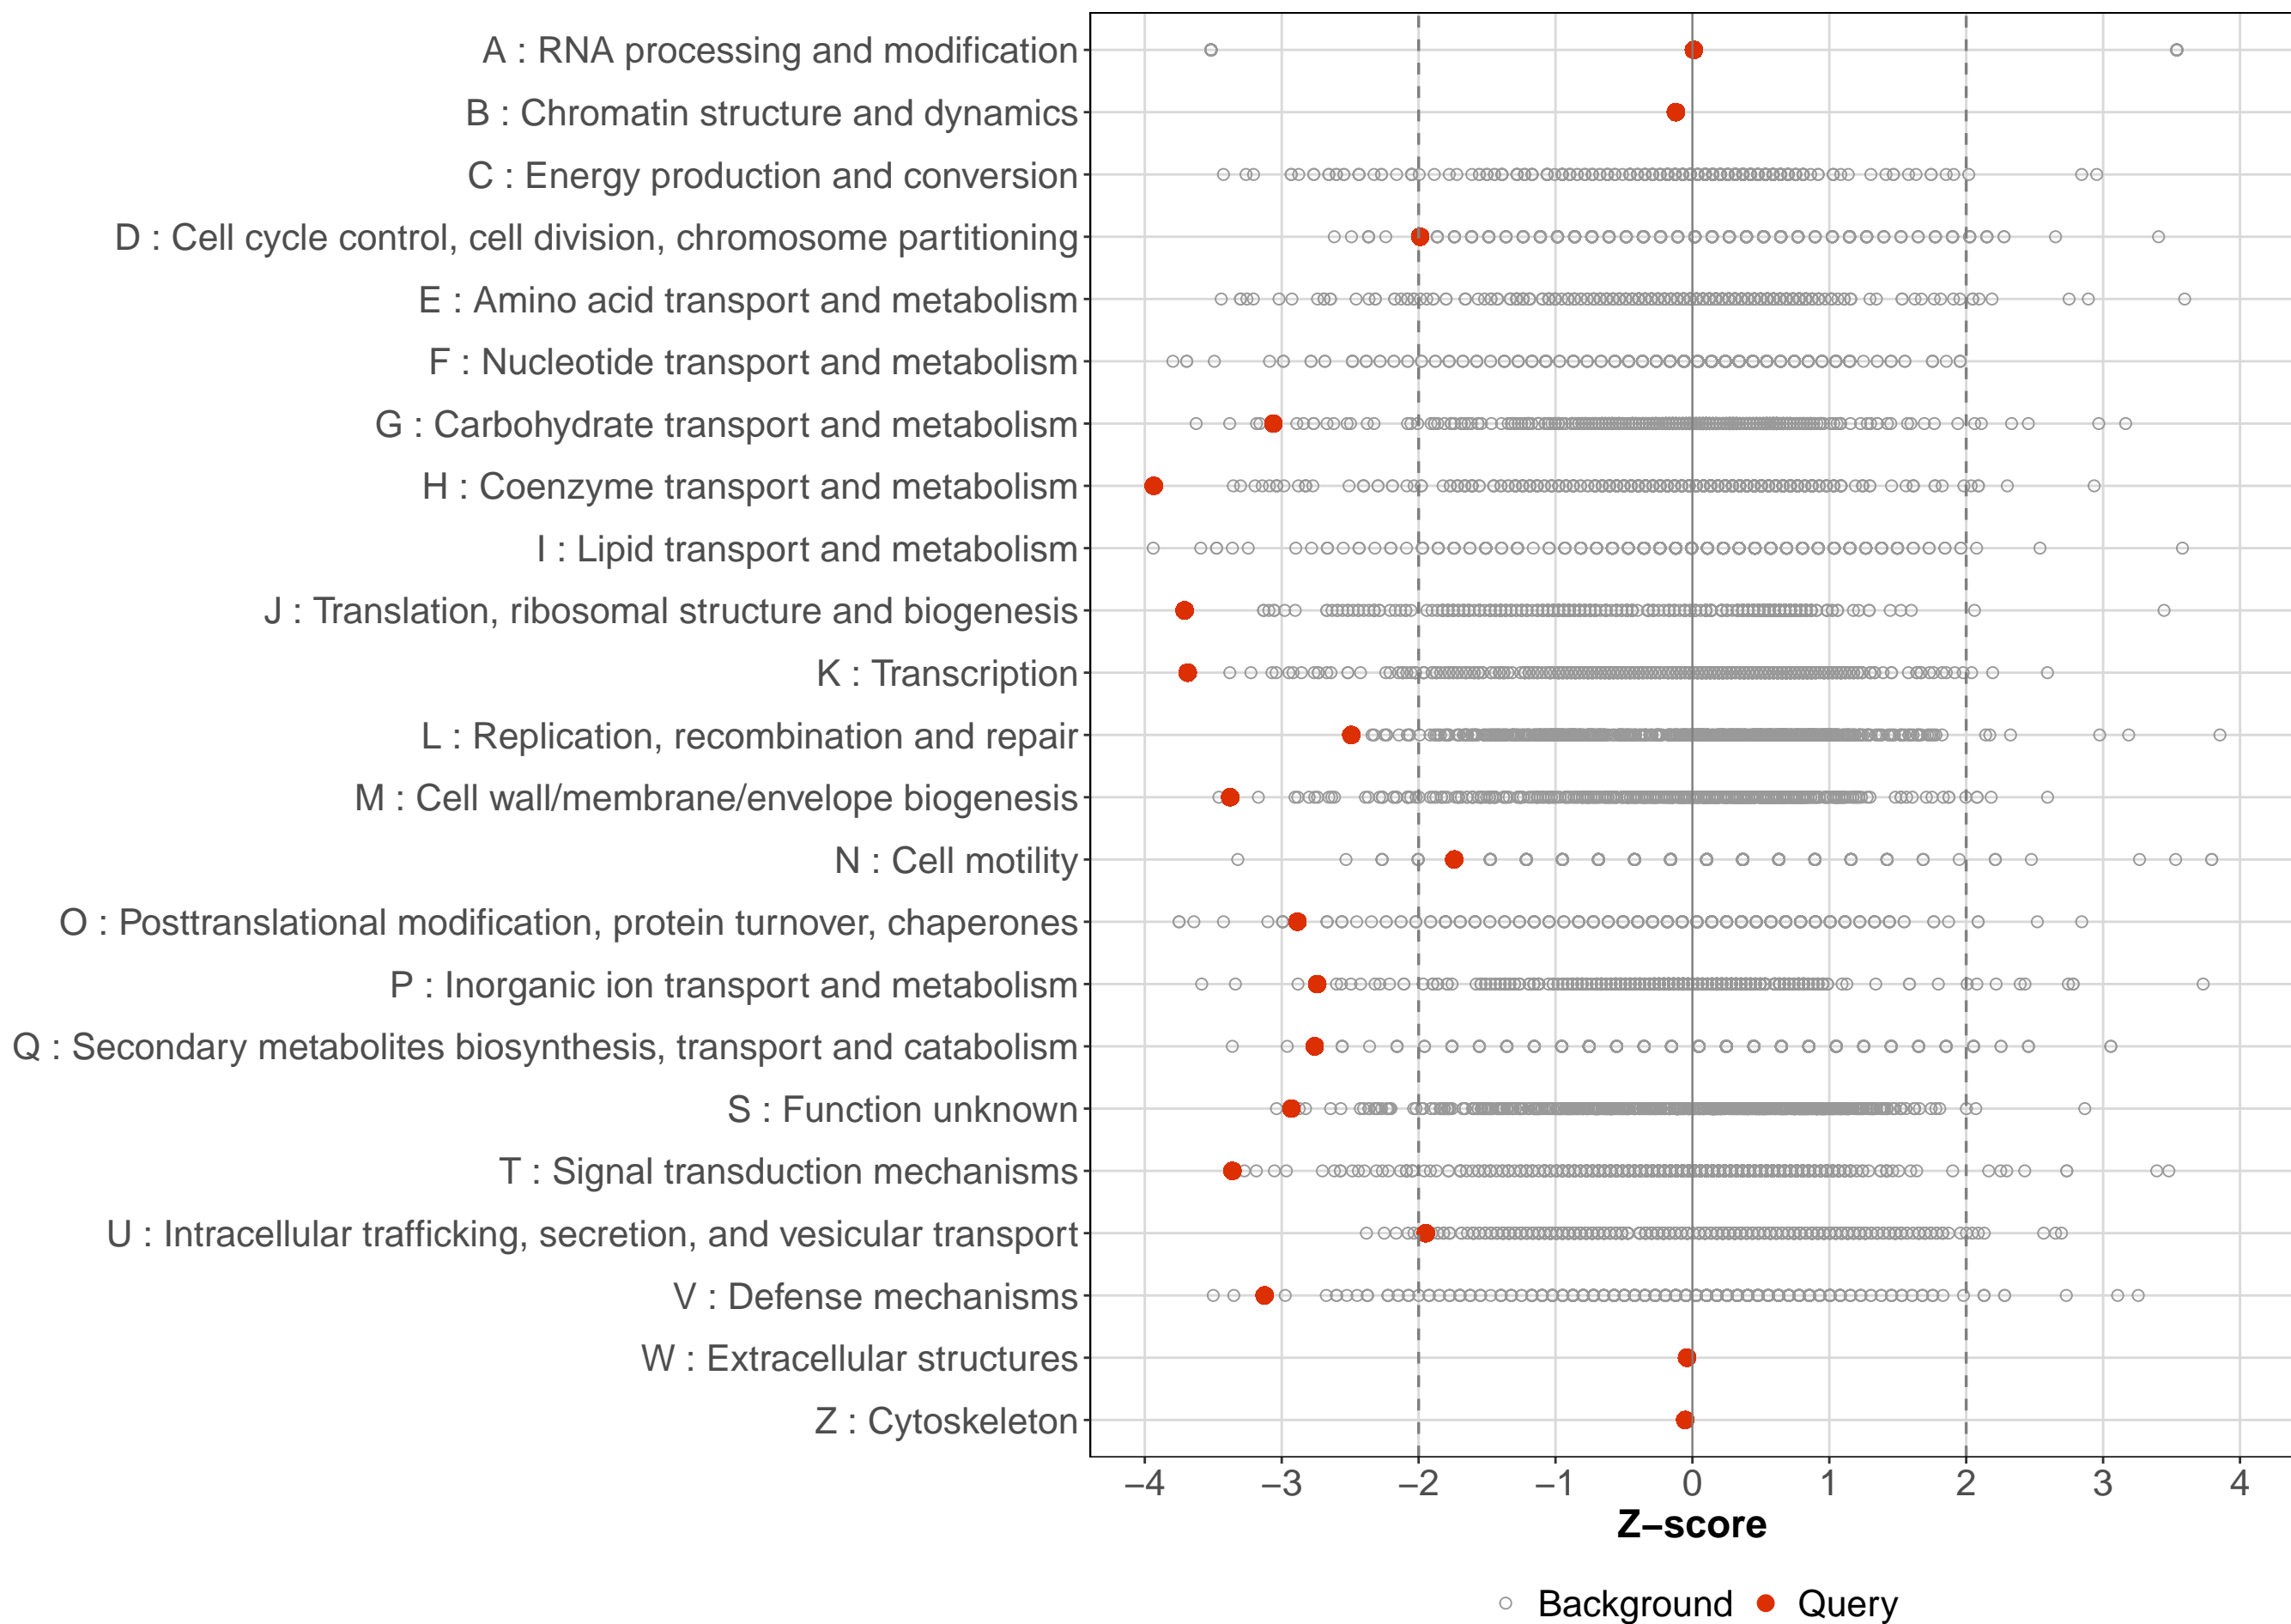 A : RNA processing and modification
B : Chromatin structure and dynamics
C : Energy production and conversion
D : Cell cycle control, cell division, chromosome partitioning
E : Amino acid transport and metabolism
F : Nucleotide transport and metabolism
G : Carbohydrate transport and metabolism
H : Coenzyme transport and metabolism
I : Lipid transport and metabolism
J : Translation, ribosomal structure and biogenesis
K : Transcription
L : Replication, recombination and repair
M : Cell wall/membrane/envelope biogenesis
N : Cell motility
O : Posttranslational modification, protein turnover, chaperones
P : Inorganic ion transport and metabolism
Q : Secondary metabolites biosynthesis, transport and catabolism
S : Function unknown
T : Signal transduction mechanisms
U : Intracellular trafficking, secretion, and vesicular transport
V : Defense mechanisms
W : Extracellular structures
Z : Cytoskeleton
−4 −3 −2 −1 0 1 2 3 4
Z−score
Background Query